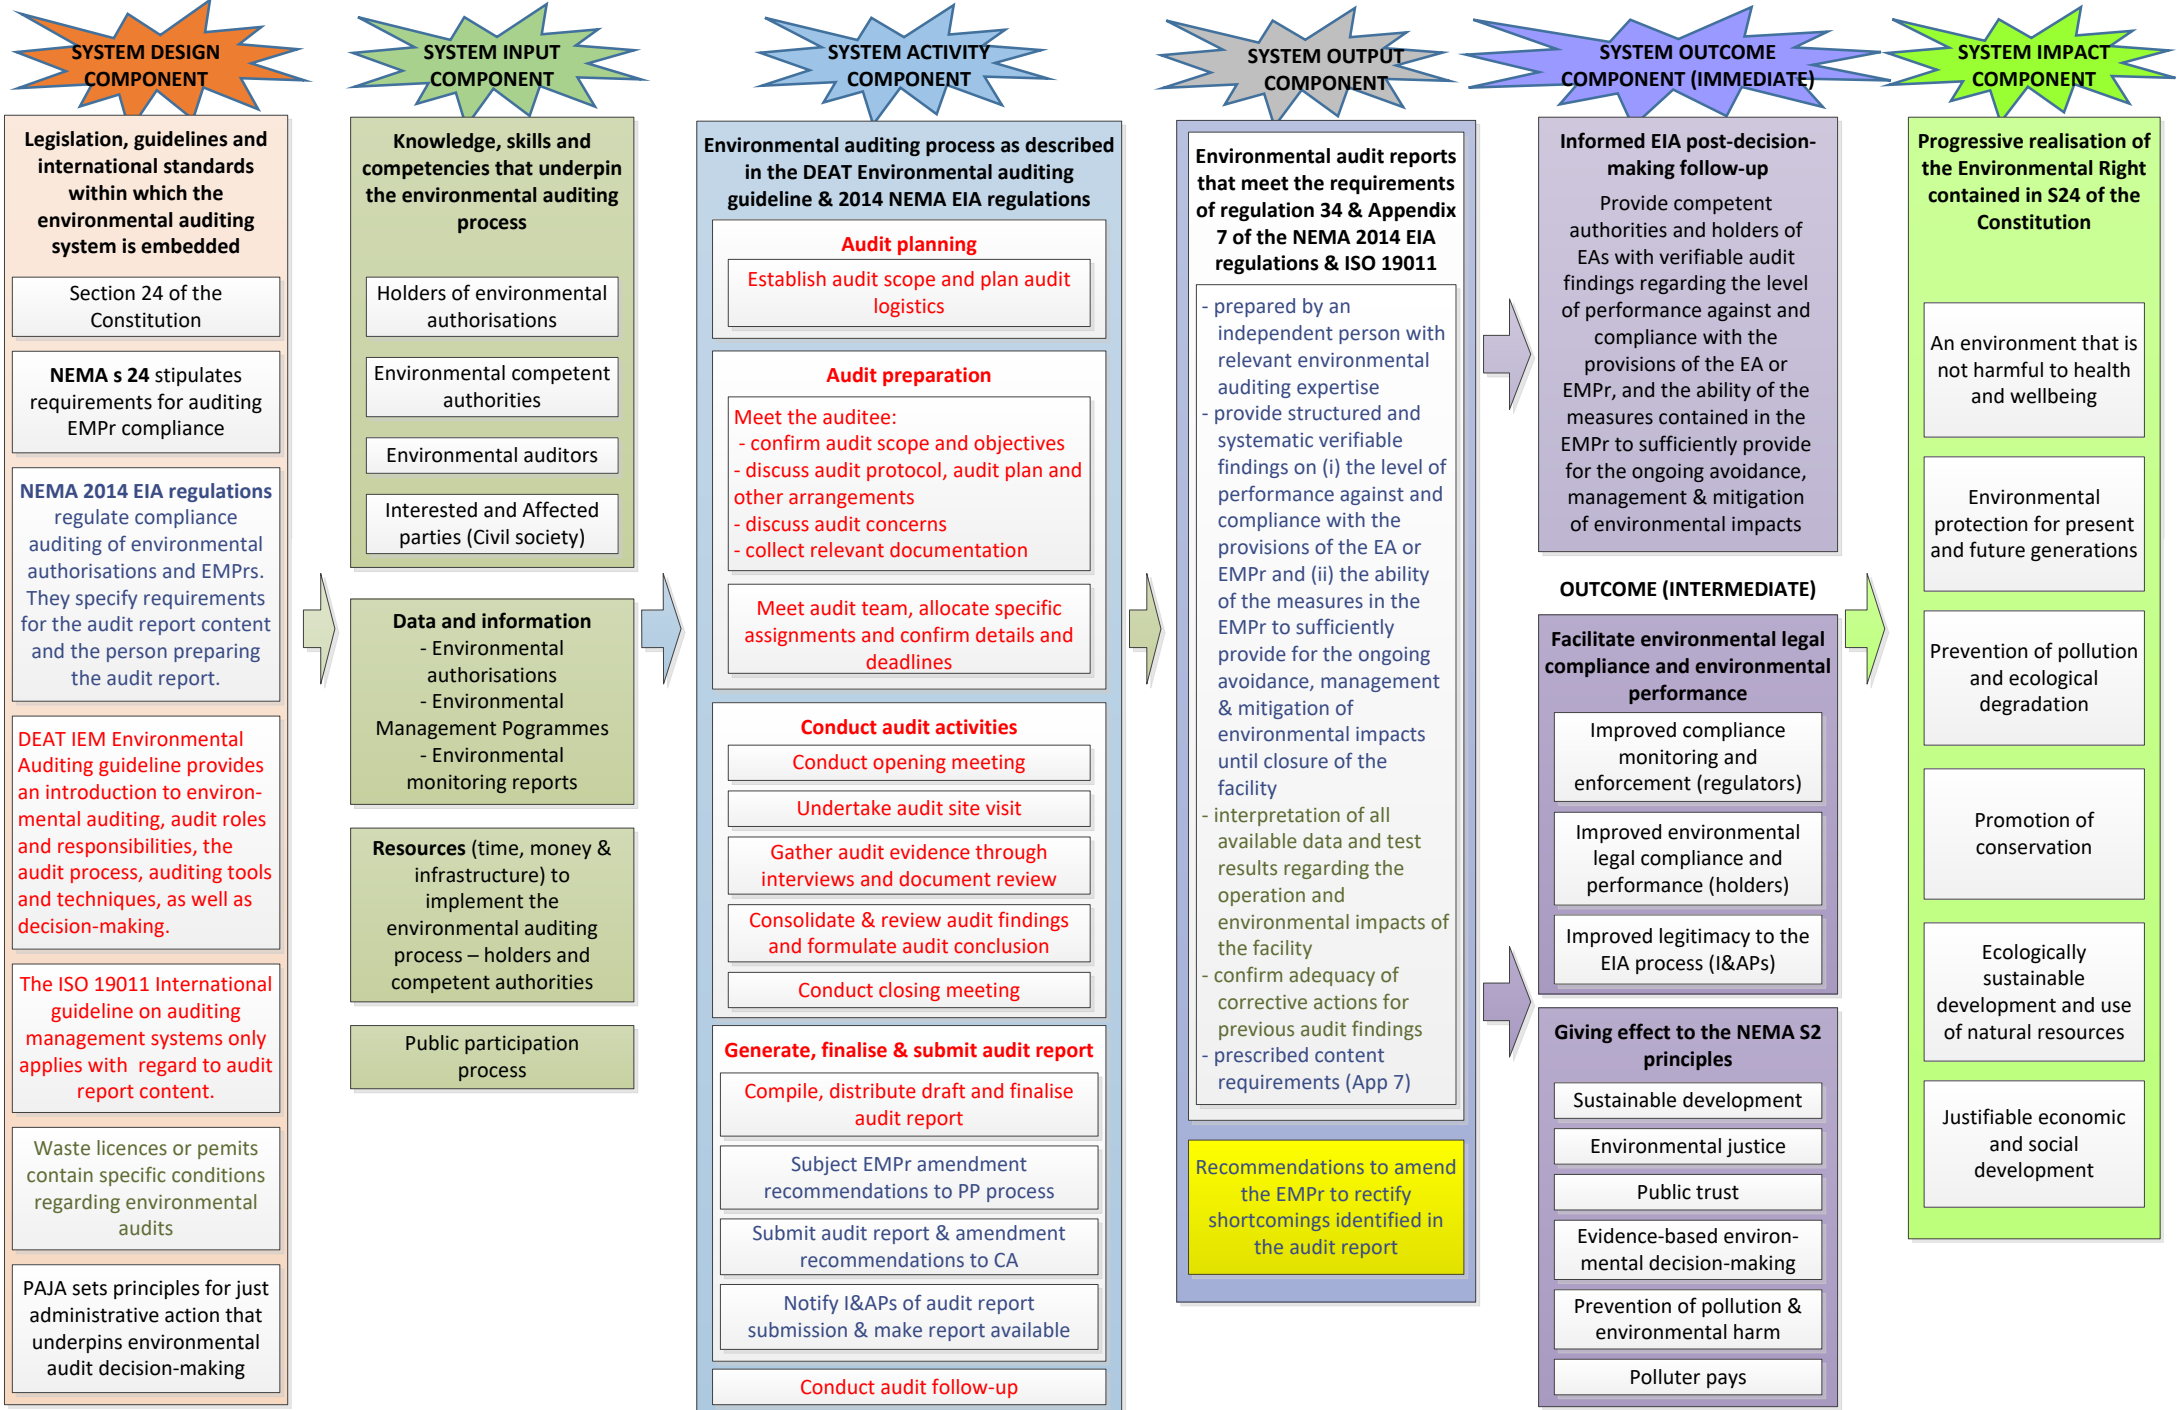 SYSTEM DESIGN
COMPONENT
Legislation, guidelines and
international standards
within which the
environmental auditing
system is embedded
Section 24 of the
Constitution
NEMA s 24 stipulates
requirements for auditing
EMPr compliance
NEMA 2014 EIA regulations
regulate compliance
auditing of environmental
authorisations and EMPrs.
They specify requirements
for the audit report content
and the person preparing
the audit report.
DEAT IEM Environmental
Auditing guideline provides
an introduction to environ-
mental auditing, audit roles
and responsibilities, the
audit process, auditing tools
and techniques, as well as
decision-making.
The ISO 19011 International
guideline on auditing
management systems only
applies with regard to audit
report content.
Waste licences or pemits
contain specific conditions
regarding environmental
audits
PAJA sets principles for just
administrative action that
underpins environmental
audit decision-making
SYSTEM INPUT
COMPONENT
Knowledge, skills and
competencies that underpin
the environmental auditing
process
Holders of environmental
authorisations
Environmental competent
authorities
Environmental auditors
Interested and Affected
parties (Civil society)
Data and information
- Environmental
authorisations
- Environmental
Management Pogrammes
- Environmental
monitoring reports
Resources (time, money &
infrastructure) to
implement the
environmental auditing
process – holders and
competent authorities
Public participation
process
SYSTEM ACTIVITY
COMPONENT
Environmental auditing process as described
in the DEAT Environmental auditing
guideline & 2014 NEMA EIA regulations
Audit planning
Establish audit scope and plan audit
logistics
Audit preparation
Meet the auditee:
- confirm audit scope and objectives
- discuss audit protocol, audit plan and
other arrangements
- discuss audit concerns
- collect relevant documentation
Meet audit team, allocate specific
assignments and confirm details and
deadlines
Conduct audit activities
Conduct opening meeting
Undertake audit site visit
Gather audit evidence through
interviews and document review
Consolidate & review audit findings
and formulate audit conclusion
Conduct closing meeting
Generate, finalise & submit audit report
Compile, distribute draft and finalise
audit report
Subject EMPr amendment
recommendations to PP process
Submit audit report & amendment
recommendations to CA
Notify I&APs of audit report
submission & make report available
Conduct audit follow-up
SYSTEM OUTPUT
COMPONENT
Environmental audit reports
that meet the requirements
of regulation 34 & Appendix
7 of the NEMA 2014 EIA
regulations & ISO 19011
- prepared by an
independent person with
relevant environmental
auditing expertise
- provide structured and
systematic verifiable
findings on (i) the level of
performance against and
compliance with the
provisions of the EA or
EMPr and (ii) the ability
of the measures in the
EMPr to sufficiently
provide for the ongoing
avoidance, management
& mitigation of
environmental impacts
until closure of the
facility
- interpretation of all
available data and test
results regarding the
operation and
environmental impacts of
the facility
- confirm adequacy of
corrective actions for
previous audit findings
- prescribed content
requirements (App 7)
Recommendations to amend
the EMPr to rectify
shortcomings identified in
the audit report
SYSTEM OUTCOME
COMPONENT (IMMEDIATE)
Informed EIA post-decision-
making follow-up
Provide competent
authorities and holders of
EAs with verifiable audit
findings regarding the level
of performance against and
compliance with the
provisions of the EA or
EMPr, and the ability of the
measures contained in the
EMPr to sufficiently provide
for the ongoing avoidance,
management & mitigation
of environmental impacts
OUTCOME (INTERMEDIATE)
Facilitate environmental legal
compliance and environmental
performance
Improved compliance
monitoring and
enforcement (regulators)
Improved environmental
legal compliance and
performance (holders)
Improved legitimacy to the
EIA process (I&APs)
Giving effect to the NEMA S2
principles
Sustainable development
Environmental justice
Public trust
Evidence-based environ-
mental decision-making
Prevention of pollution &
environmental harm
Polluter pays
SYSTEM IMPACT
COMPONENT
Progressive realisation of
the Environmental Right
contained in S24 of the
Constitution
An environment that is
not harmful to health
and wellbeing
Environmental
protection for present
and future generations
Prevention of pollution
and ecological
degradation
Promotion of
conservation
Ecologically
sustainable
development and use
of natural resources
Justifiable economic
and social
development